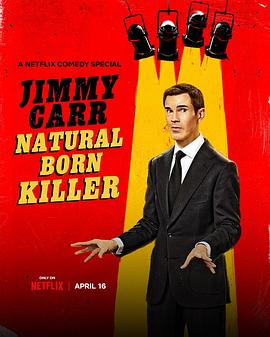 A NETFLIX COMEDY SPECIAL
JIMMY
CARR
NATURAL
BORN
KILLER
ONLY ON
NETFLIX | APRIL 16